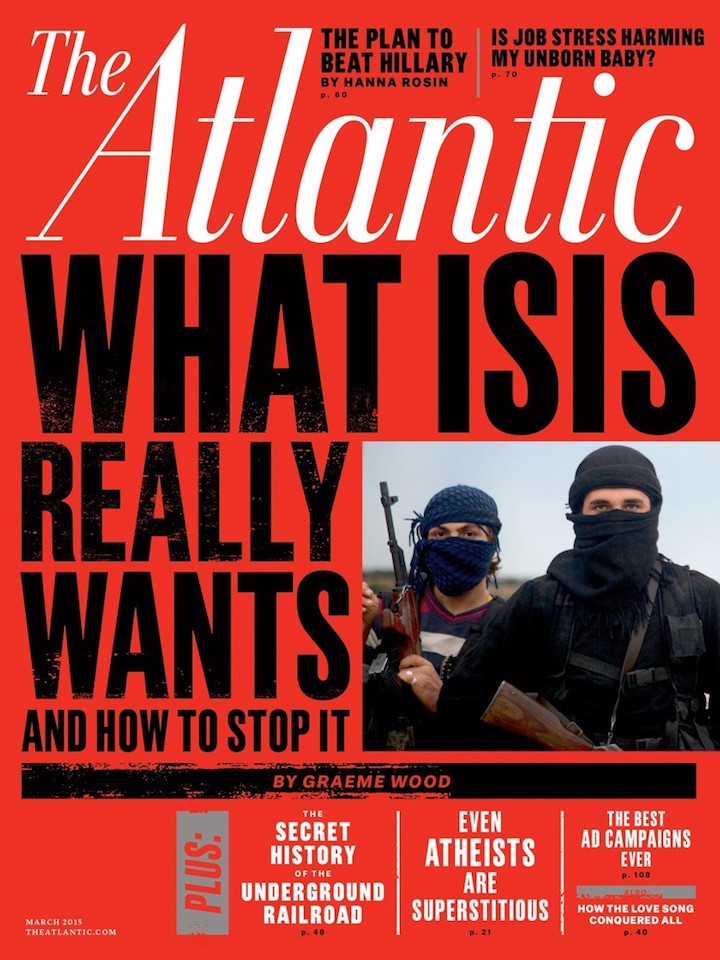 The Atlantic
THE PLAN TO
BEAT HILLARY
BY HANNA ROSIN
p. 60
IS JOB STRESS HARMING
MY UNBORN BABY?
p. 70
WHAT ISIS
REALLY
WANTS
AND HOW TO STOP IT
BY GRAEME WOOD
PLUS:
THE
SECRET
HISTORY
OF THE
UNDERGROUND
RAILROAD
p. 48
EVEN
ATHEISTS
ARE
SUPERSTITIOUS
p. 21
THE BEST
AD CAMPAIGNS
EVER
p. 108
ALSO:
HOW THE LOVE SONG
CONQUERED ALL
p. 40
MARCH 2015
THEATLANTIC.COM